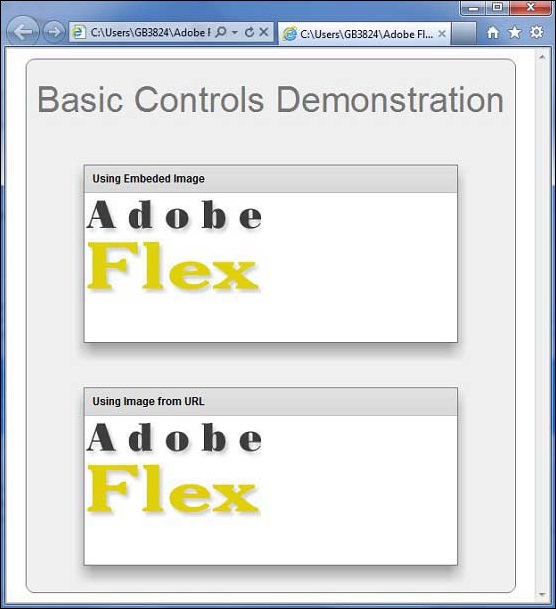 C:\Users\GB3824\Adobe F
C:\Users\GB3824\Adobe Fl...
Basic Controls Demonstration
Using Embeded Image
Adobe
Flex
Using Image from URL
Adobe
Flex